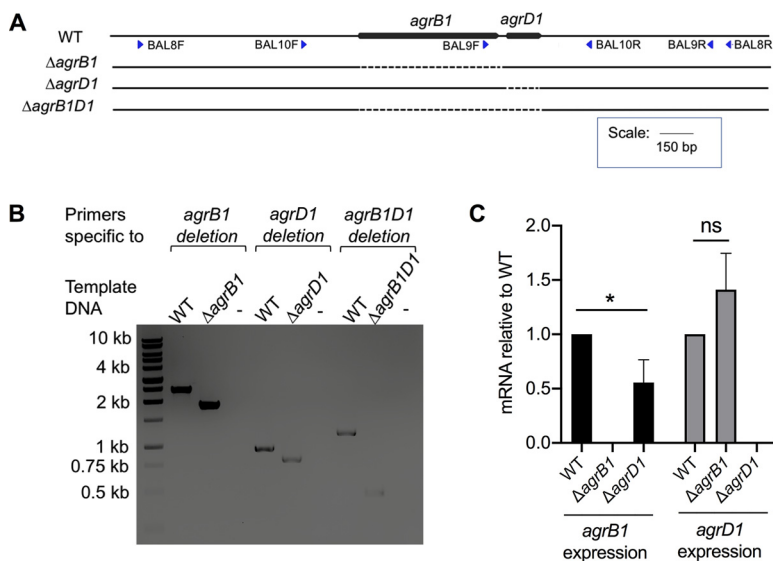 A
agrB1 agrD1
WT
BAL8F BAL10F BAL9F BAL10R BAL9R BAL8R
ΔagrB1
ΔagrD1
ΔagrB1D1
Scale:
150 bp
B
Primers specific to
agrB1 deletion
agrD1 deletion
agrB1D1 deletion
Template DNA
WT ΔagrB1 - WT ΔagrD1 - WT ΔagrB1D1 -
10 kb
4 kb
2 kb
1 kb
0.75 kb
0.5 kb
C
mRNA relative to WT
2.0
1.5
1.0
0.5
0.0
* ns
WT ΔagrB1 ΔagrD1 WT ΔagrB1 ΔagrD1
agrB1 expression
agrD1 expression